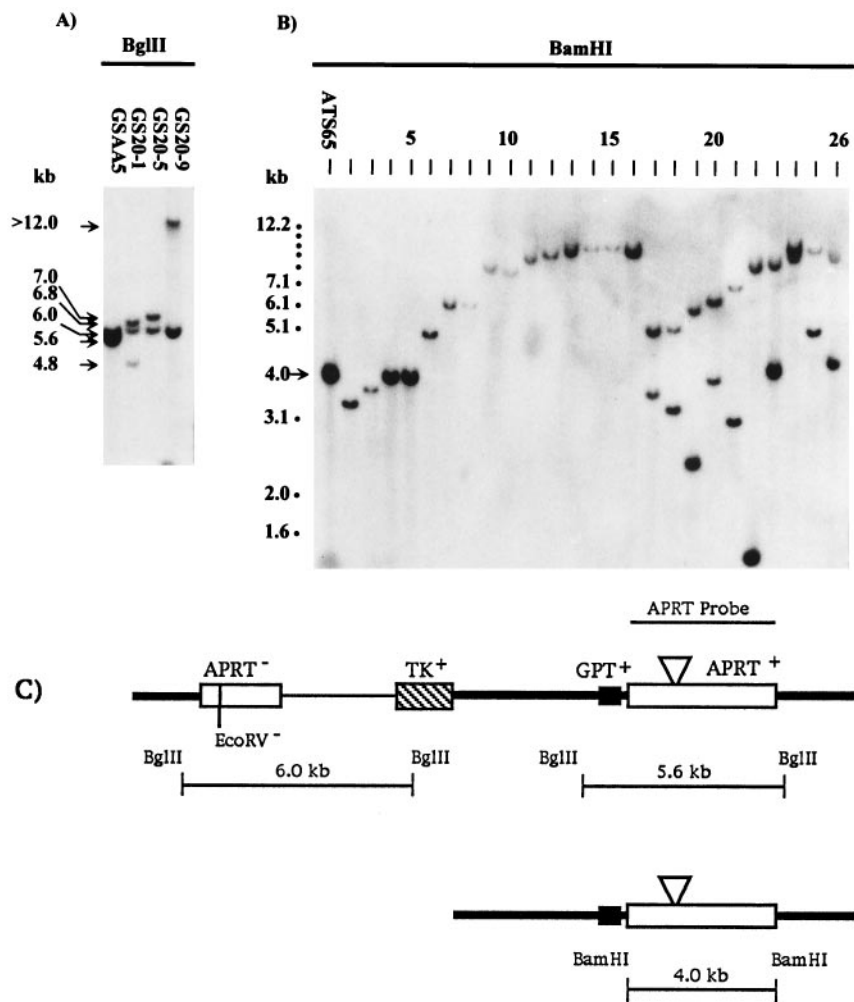 A)
BglII
GSAA5
GS20-1
GS20-5
GS20-9
kb
>12.0
7.0
6.8
6.0
5.6
4.8
B)
BamHI
ATS65
5 10 15 20 26
kb
12.2
7.1
6.1
5.1
4.0
3.1
2.0
1.6
C)
APRT Probe
APRT - TK + GPT + APRT +
EcoRV -
BglII 6.0 kb BglII BglII 5.6 kb BglII
BamHI 4.0 kb BamHI